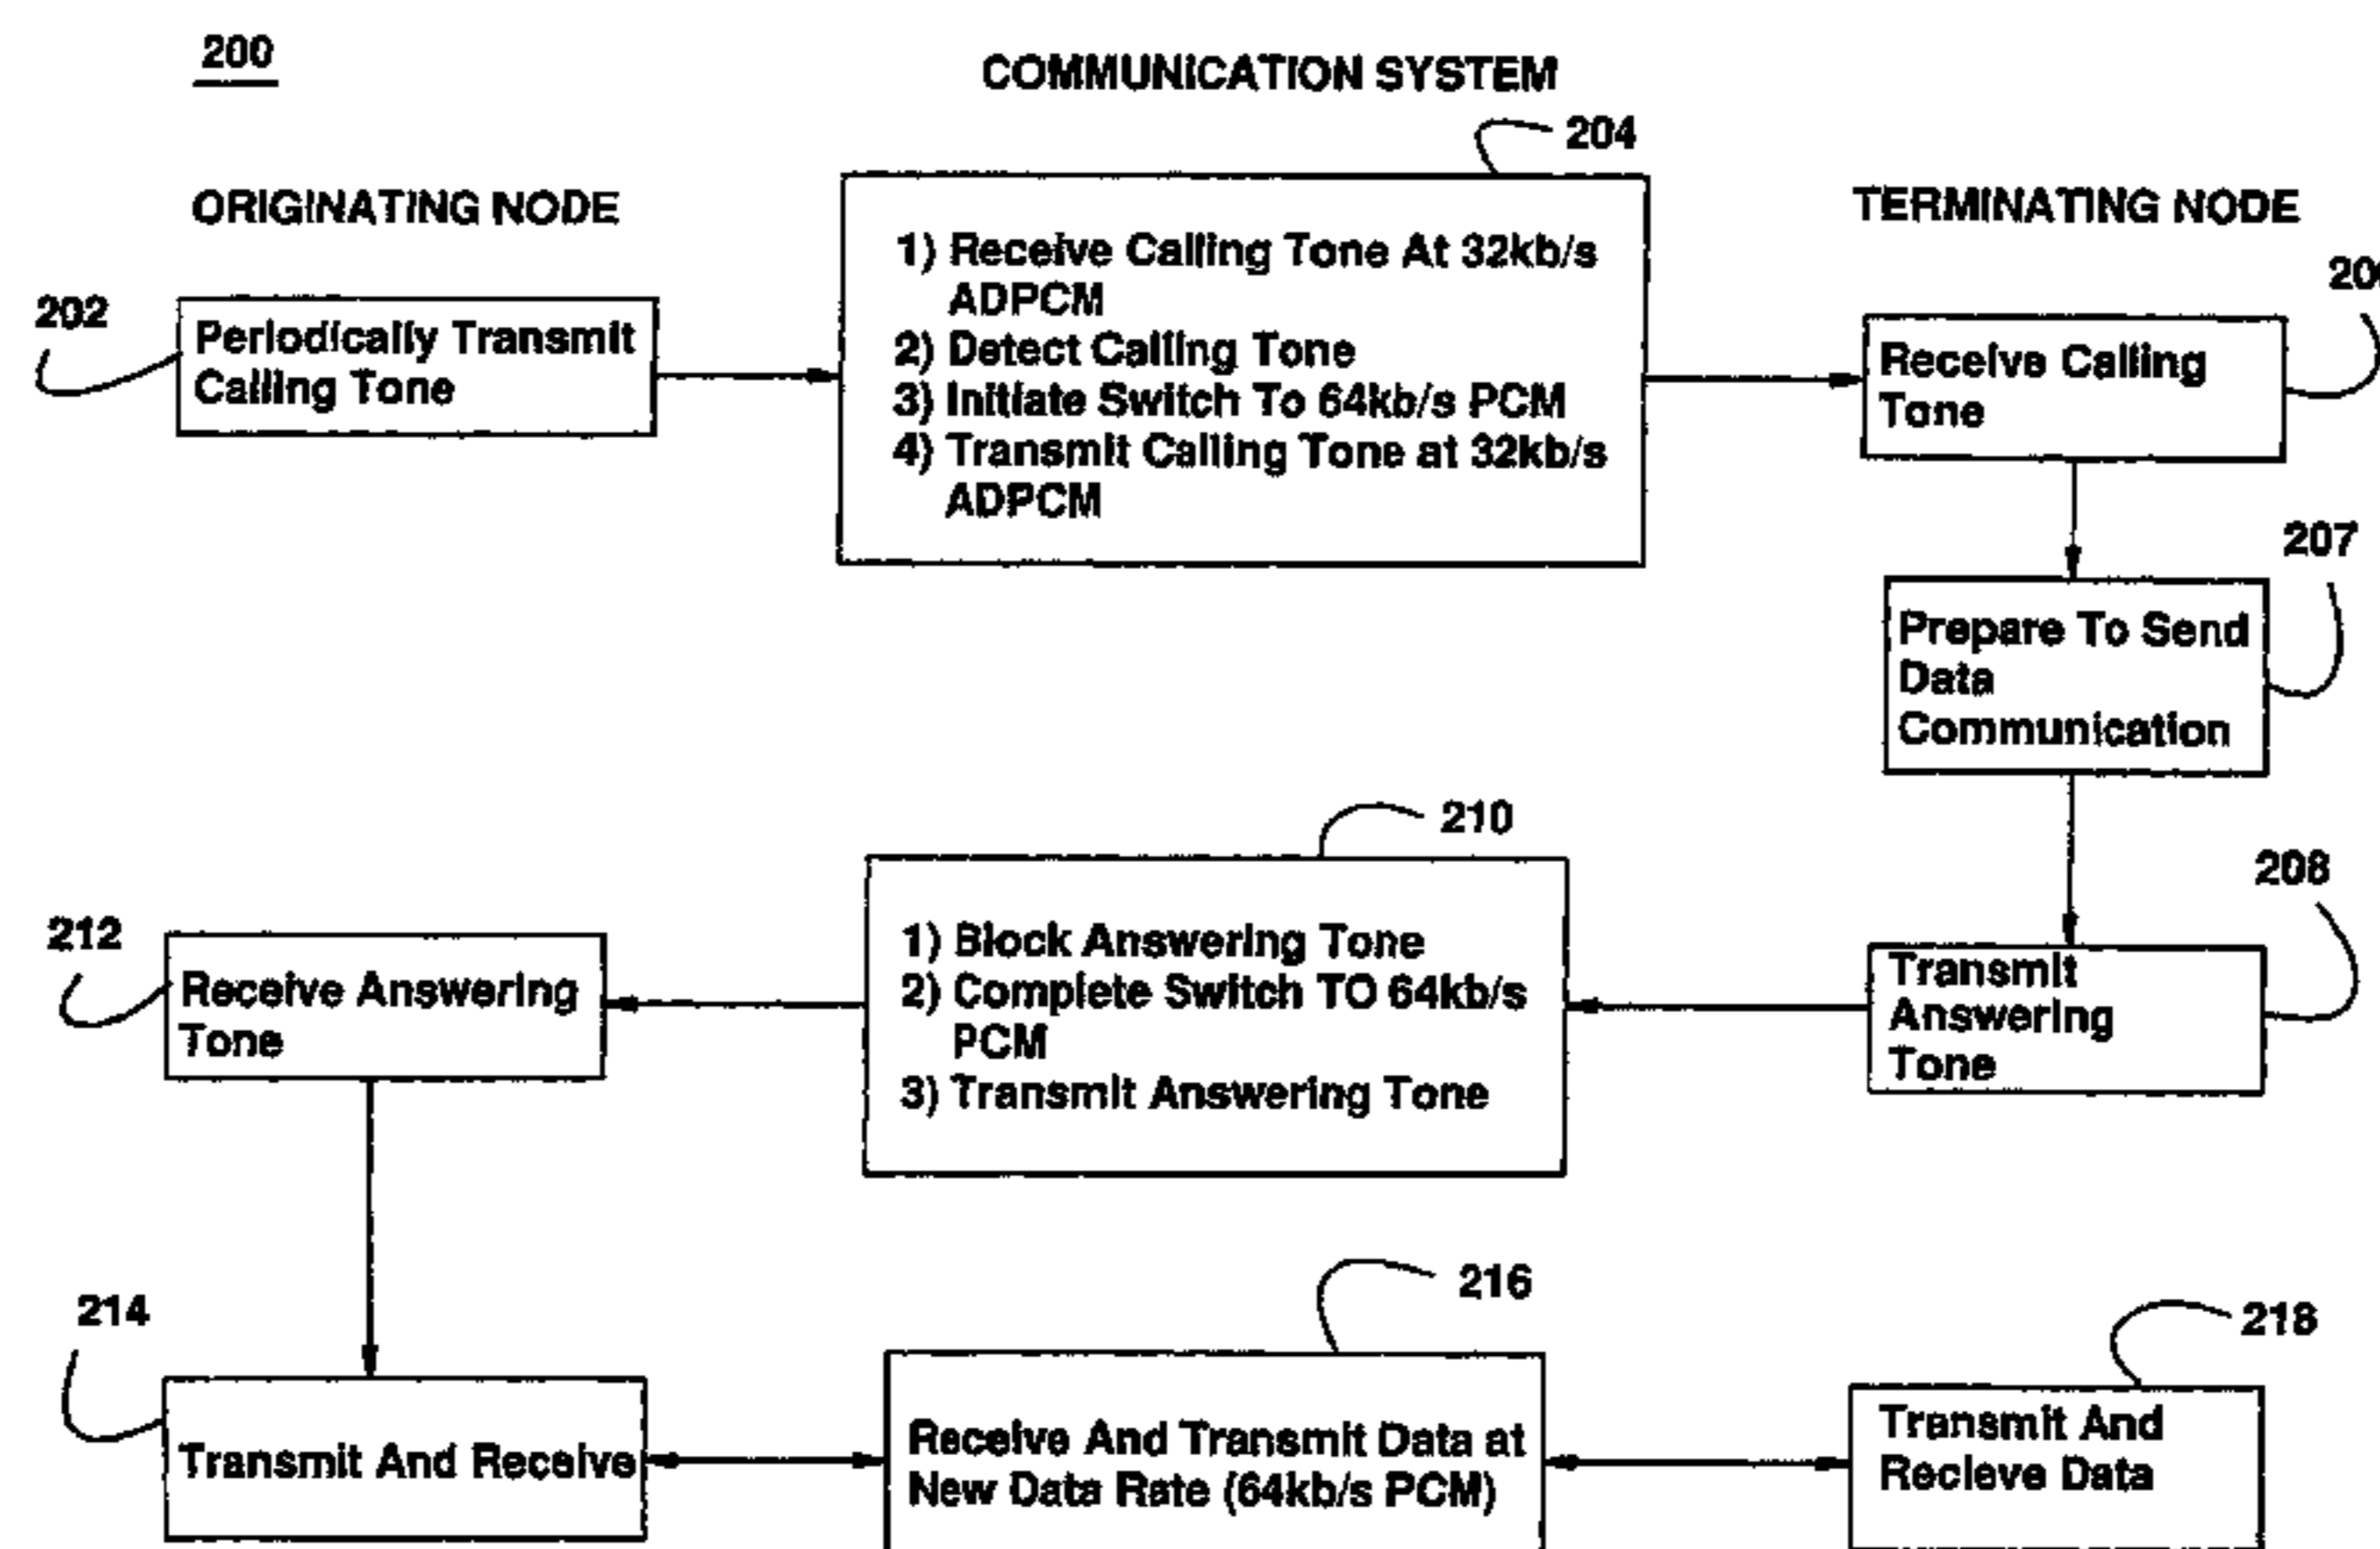 200
COMMUNICATION SYSTEM
204
ORIGINATING NODE
TERMINATING NODE
202
Periodically Transmit
Calling Tone
1) Receive Calling Tone At 32kb/s
ADPCM
2) Detect Calling Tone
3) Initiate Switch To 64kb/s PCM
4) Transmit Calling Tone at 32kb/s
ADPCM
Receive Calling
Tone
207
Prepare To Send
Data
Communication
210
208
212
Receive Answering
Tone
1) Block Answering Tone
2) Complete Switch TO 64kb/s
PCM
3) Transmit Answering Tone
Transmit
Answering
Tone
214
216
218
Transmit And Receive
Receive And Transmit Data at
New Data Rate (64kb/s PCM)
Transmit And
Recieve Data